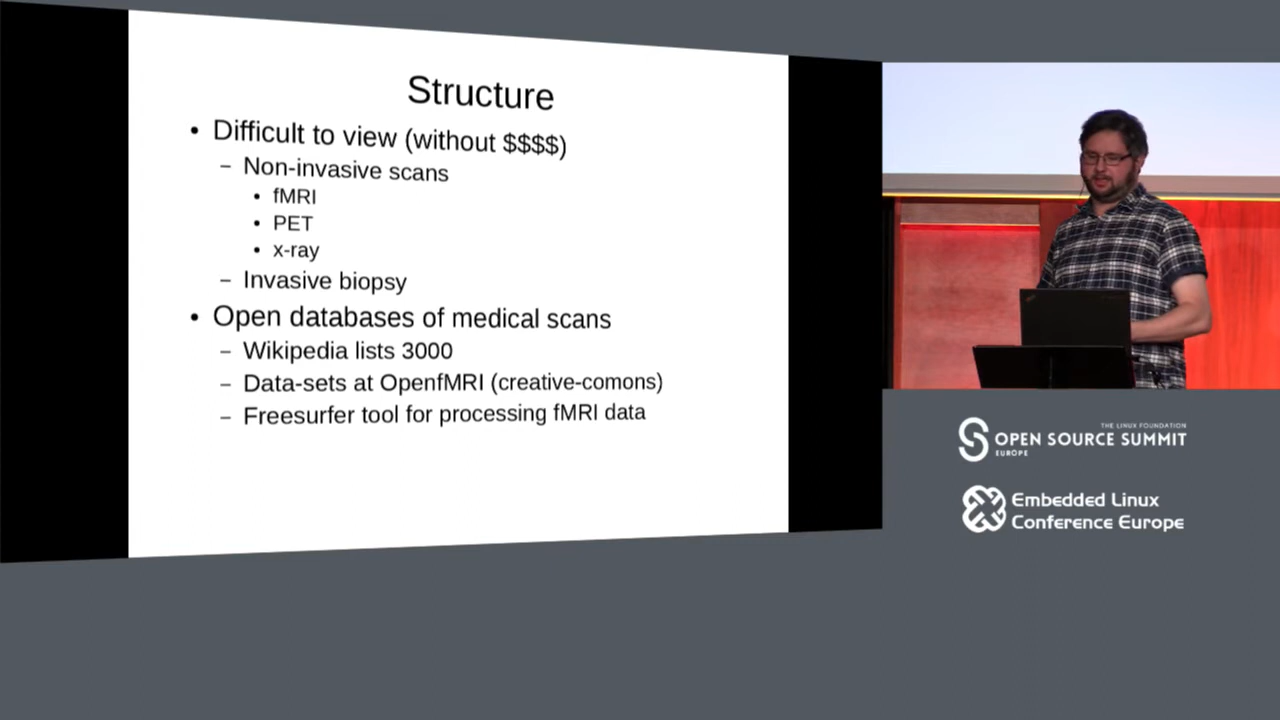 Structure
• Difficult to view (without $$$$)
– Non-invasive scans
• fMRI
• PET
• x-ray
– Invasive biopsy
• Open databases of medical scans
– Wikipedia lists 3000
– Data-sets at OpenfMRI (creative-comons)
– Freesurfer tool for processing fMRI data
THE LINUX FOUNDATION
OPEN SOURCE SUMMIT
EUROPE
Embedded Linux
Conference Europe